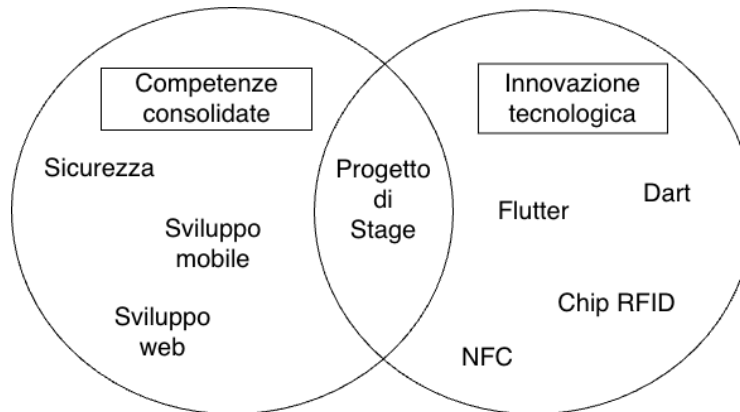 Competenze
consolidate
Sicurezza
Sviluppo
mobile
Sviluppo
web
Progetto
di
Stage
Innovazione
tecnologica
Dart
Flutter
Chip RFID
NFC